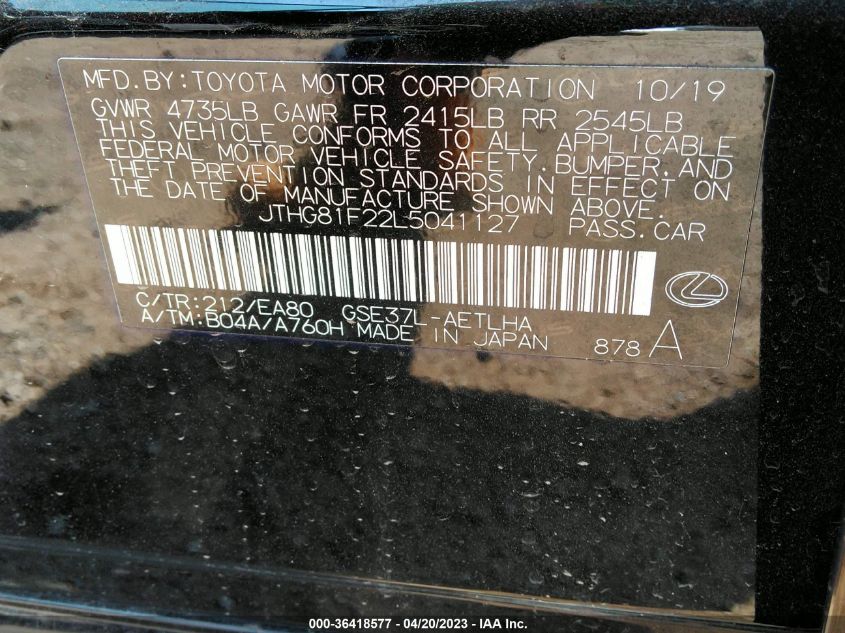 MFD.BY:TOYOTA MOTOR CORPORATION 10/19
GVWR 4735LB GAWR FR 2415LB RR 2545LB
THIS VEHICLE CONFORMS TO ALL APPLICABLE
FEDERAL MOTOR VEHICLE SAFETY.BUMPER.AND
THEFT PREVENTION STANDARDS IN EFFECT ON
THE DATE OF MANUFACTURE SHOWN ABOVE.
JTHG81F22L5041127 PASS.CAR
C/TR:212/EA80 GSE37L-AETLHA
A/TM:B04A/A760H MADE IN JAPAN
878 A
000-36418577 - 04/20/2023 - IAA Inc.